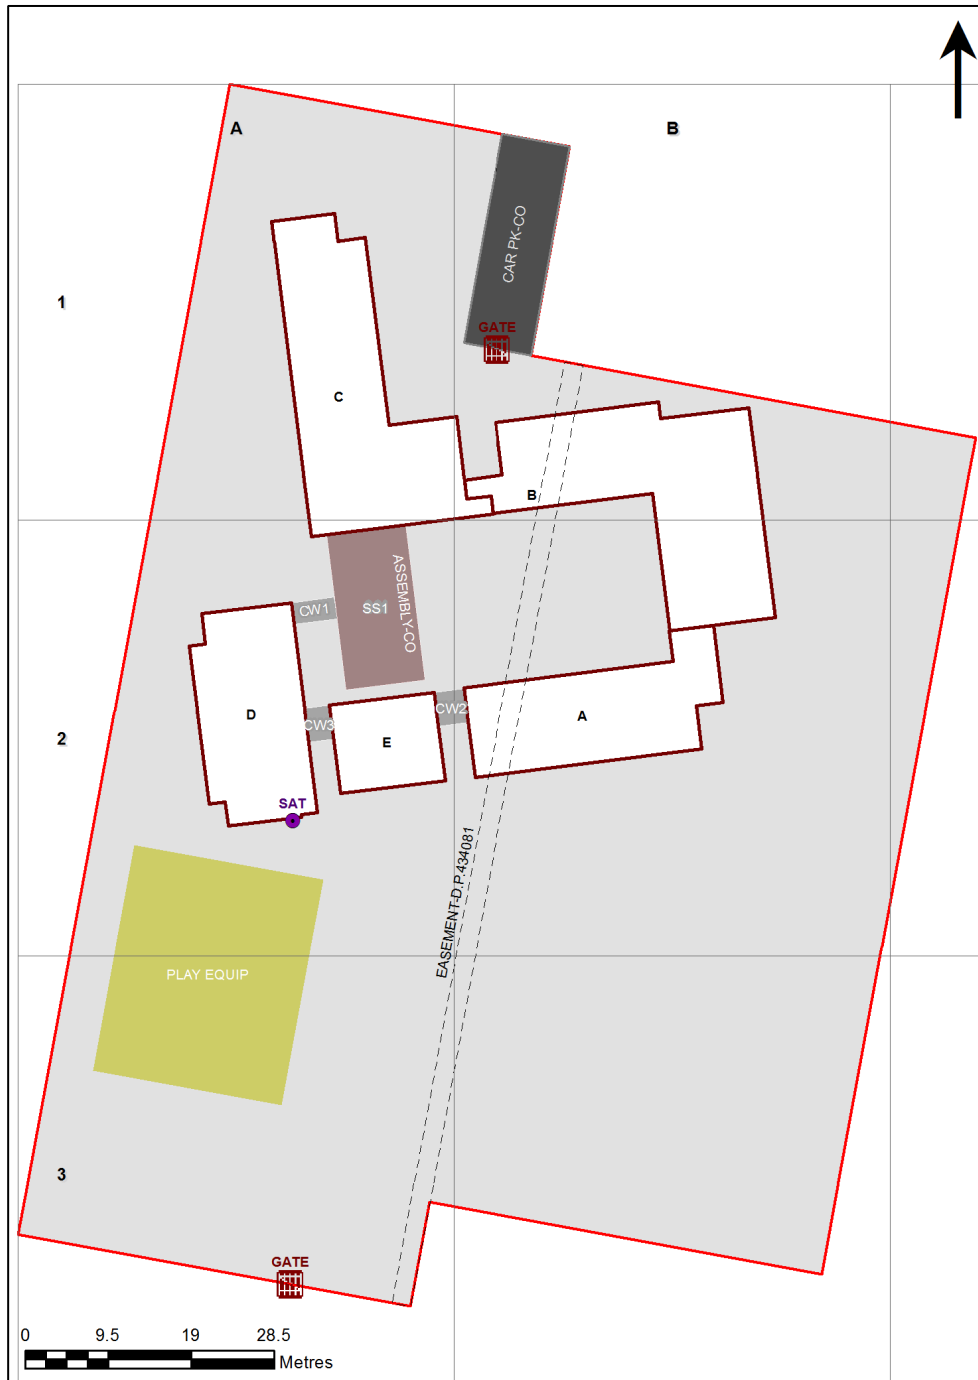 A
B
CAR PK-CO
1
GATE
C
B
ASSEMBLY-CO
CW1
SS1
CW2
D
A
CW3
2
E
SAT
EASEMENT-D.P.434081
PLAY EQUIP
3
GATE
0 9.5 19 28.5
Metres